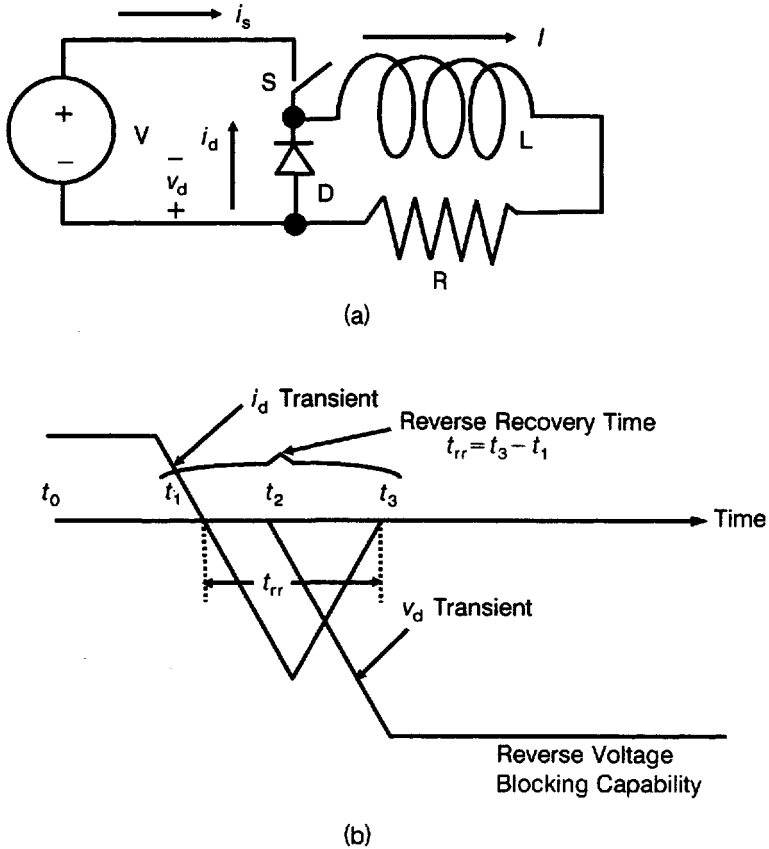 i_s
I
S
+
−
V
−
v_d
+
i_d
D
L
R
(a)
i_d Transient
Reverse Recovery Time
t_rr = t_3 − t_1
t_0
t_1
t_2
t_3
Time
t_rr
v_d Transient
Reverse Voltage
Blocking Capability
(b)